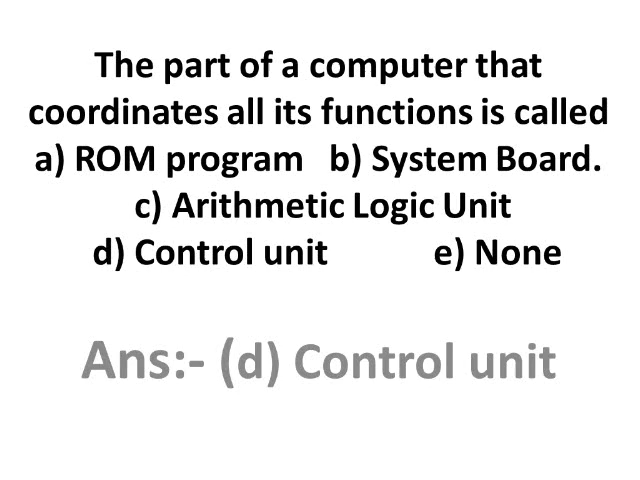 The part of a computer that
coordinates all its functions is called
a) ROM program b) System Board.
c) Arithmetic Logic Unit
d) Control unit e) None
Ans:- (d) Control unit